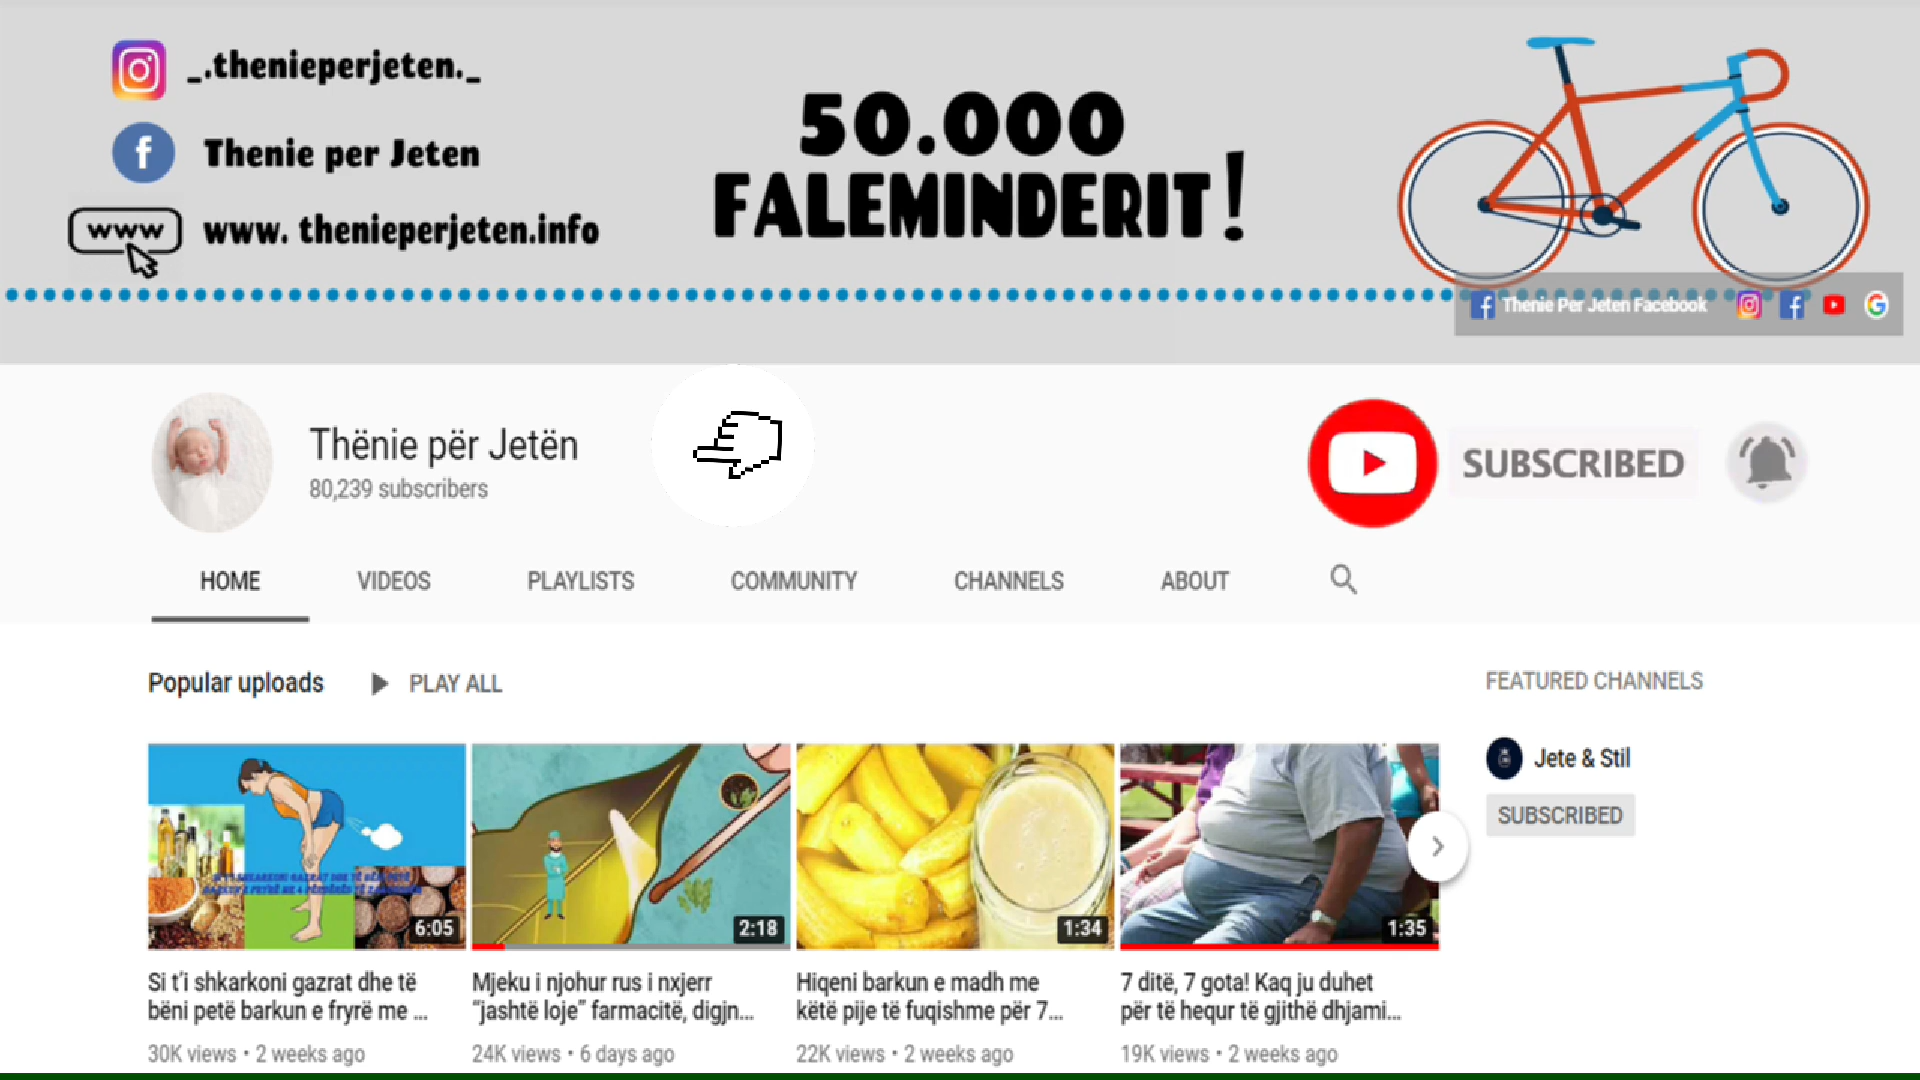 _.thenieperjeten._
Thenie per Jeten
www
www. thenieperjeten.info
50.000
FALEMINDERIT!
Thenie Per Jeten Facebook
Thënie për Jetën
80,239 subscribers
SUBSCRIBED
HOME VIDEOS PLAYLISTS COMMUNITY CHANNELS ABOUT
Popular uploads PLAY ALL
FEATURED CHANNELS
Jete & Stil
SUBSCRIBED
6:05
2:18
1:34
1:35
Si t'i shkarkoni gazrat dhe të
bëni petë barkun e fryrë me ...
30K views • 2 weeks ago
Mjeku i njohur rus i nxjerr
“jashtë loje” farmacitë, digjn...
24K views • 6 days ago
Hiqeni barkun e madh me
këtë pije të fuqishme për 7...
22K views • 2 weeks ago
7 ditë, 7 gota! Kaq ju duhet
për të hequr të gjithë dhjami...
19K views • 2 weeks ago